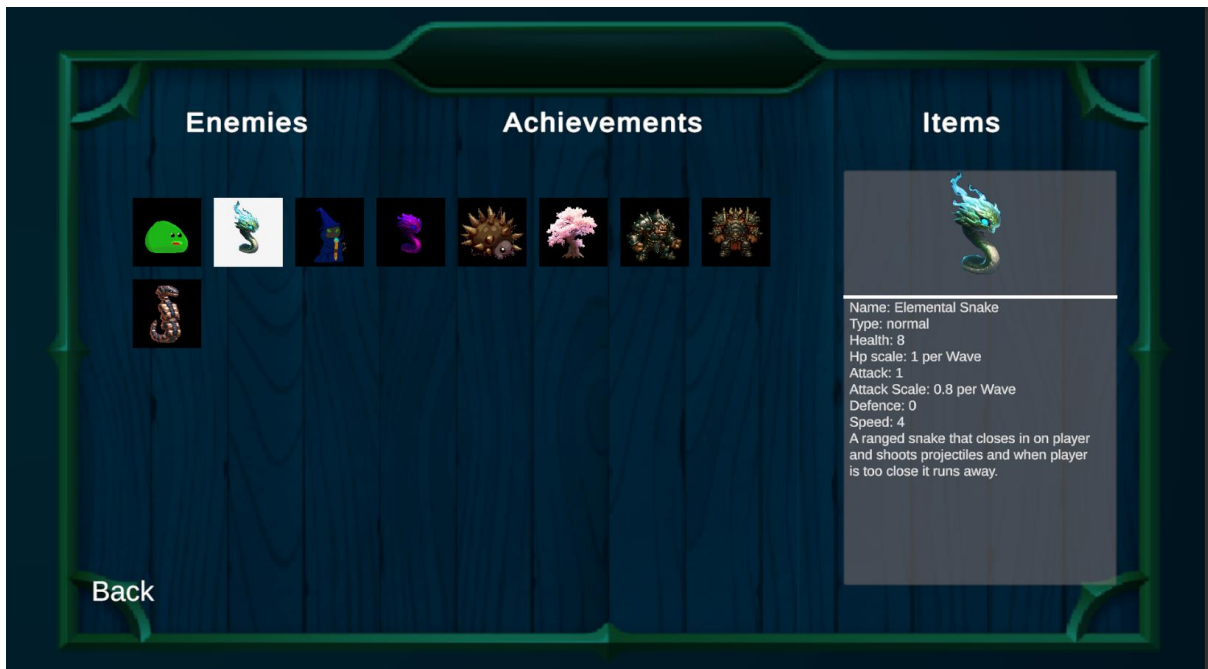 Enemies
Achievements
Items
Name: Elemental Snake
Type: normal
Health: 8
Hp scale: 1 per Wave
Attack: 1
Attack Scale: 0.8 per Wave
Defence: 0
Speed: 4
A ranged snake that closes in on player
and shoots projectiles and when player
is too close it runs away.
Back